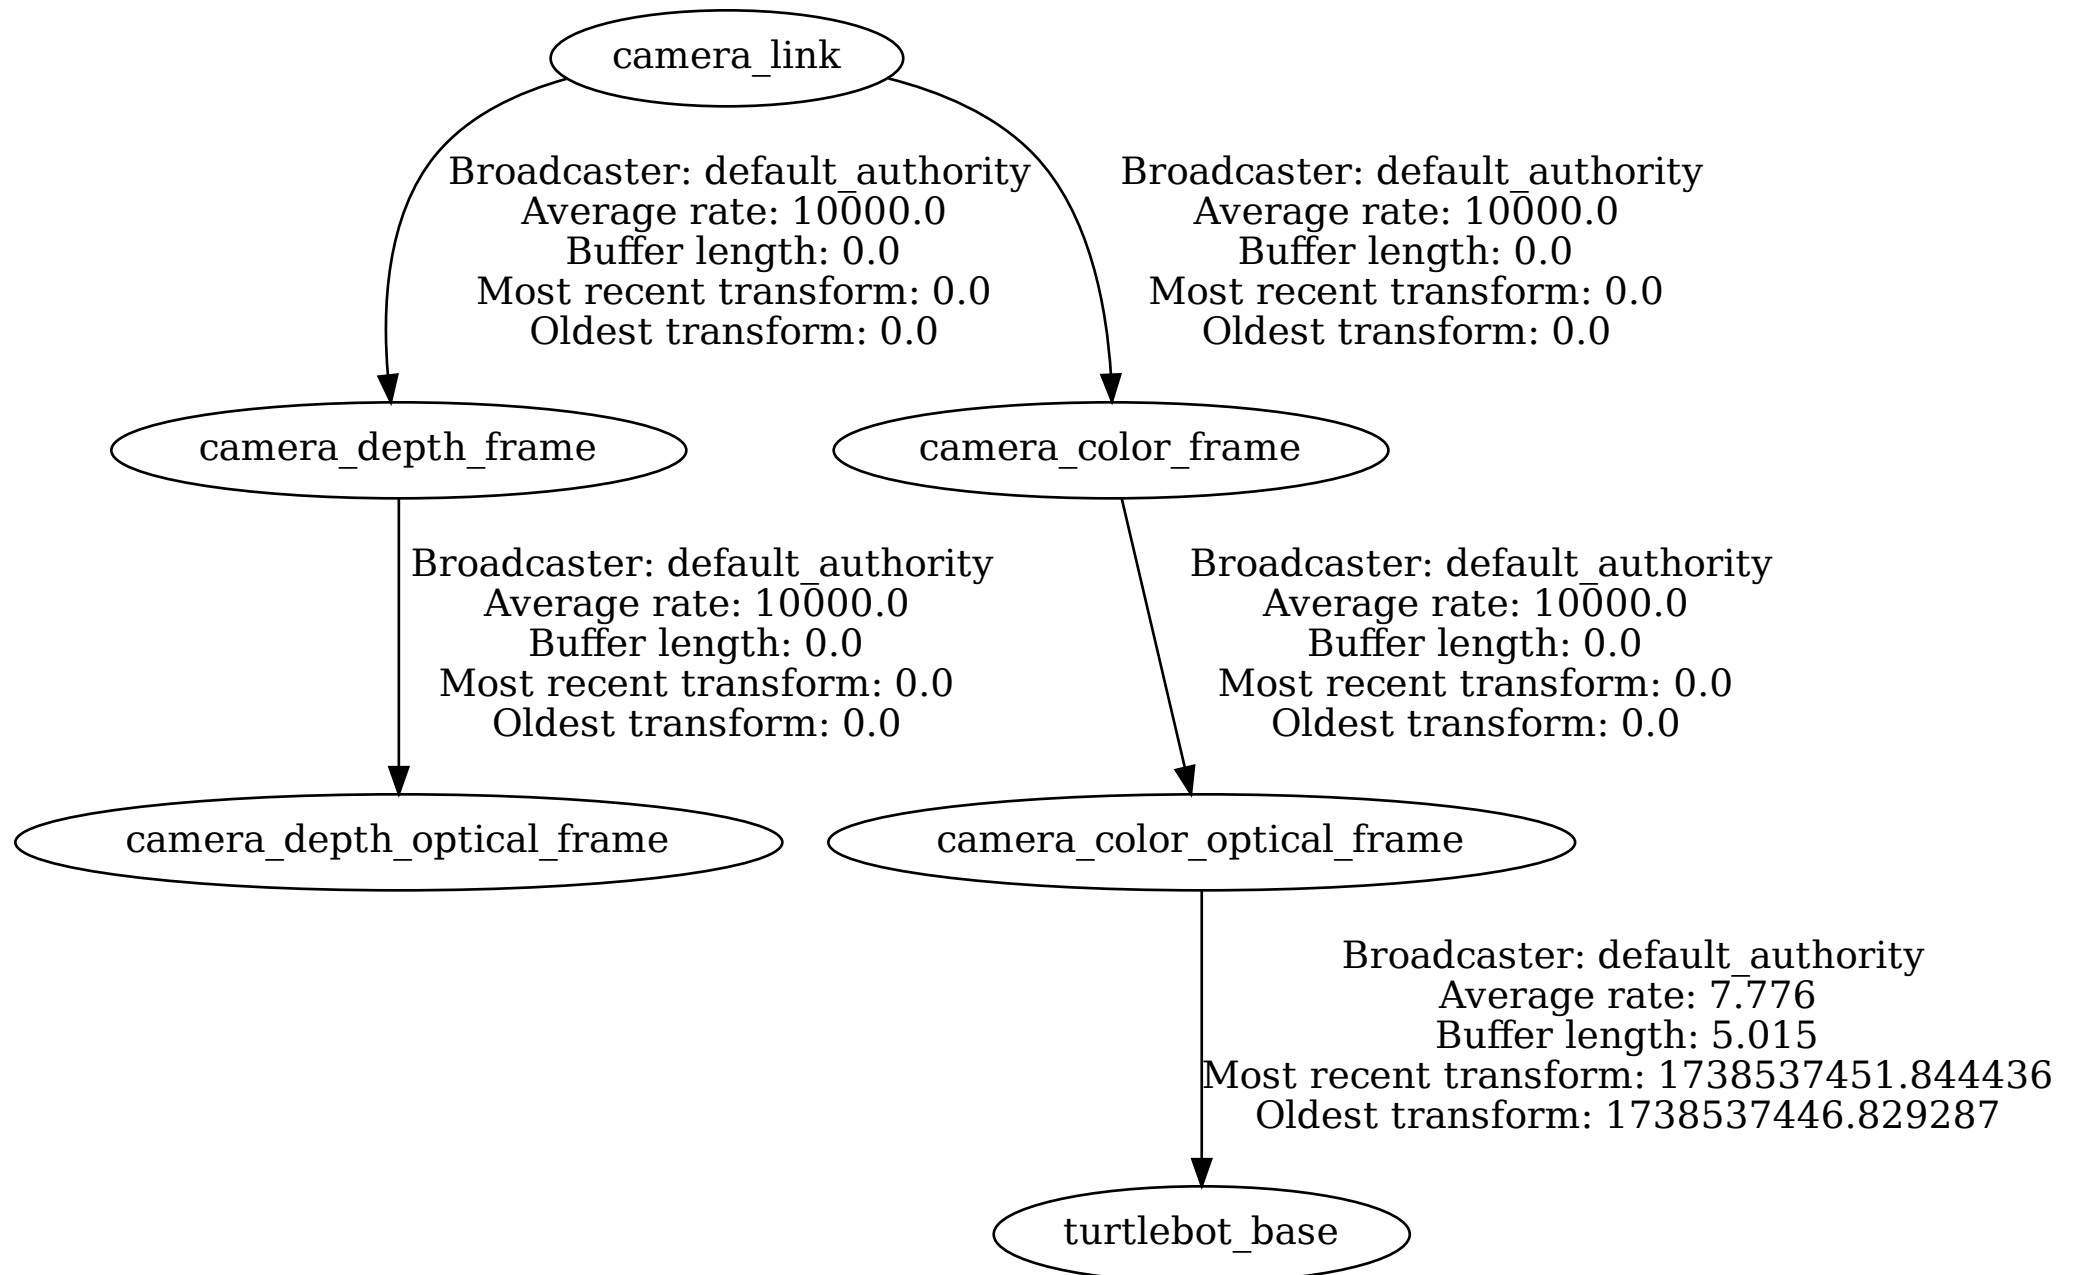 camera_link
Broadcaster: default_authority
Average rate: 10000.0
Buffer length: 0.0
Most recent transform: 0.0
Oldest transform: 0.0
Broadcaster: default_authority
Average rate: 10000.0
Buffer length: 0.0
Most recent transform: 0.0
Oldest transform: 0.0
camera_depth_frame
camera_color_frame
Broadcaster: default_authority
Average rate: 10000.0
Buffer length: 0.0
Most recent transform: 0.0
Oldest transform: 0.0
Broadcaster: default_authority
Average rate: 10000.0
Buffer length: 0.0
Most recent transform: 0.0
Oldest transform: 0.0
camera_depth_optical_frame
camera_color_optical_frame
Broadcaster: default_authority
Average rate: 7.776
Buffer length: 5.015
Most recent transform: 1738537451.844436
Oldest transform: 1738537446.829287
turtlebot_base